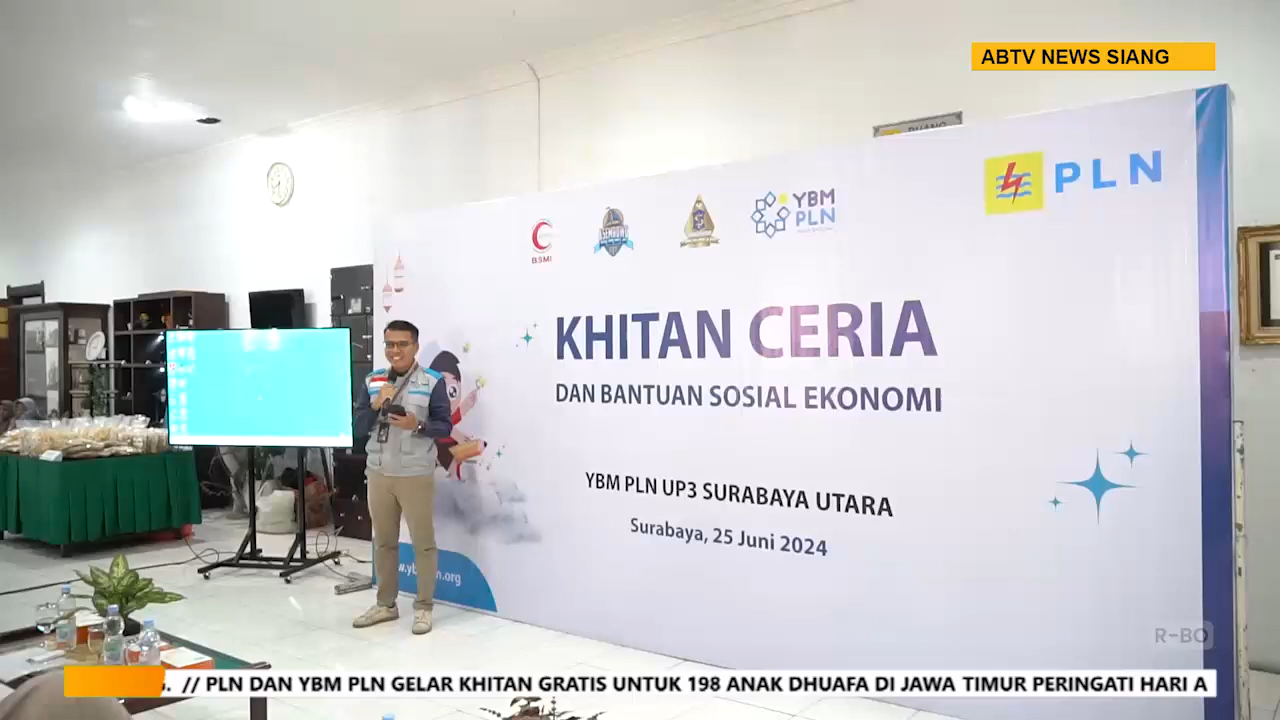 ABTV NEWS SIANG
PLN
BSMI
YBM
PLN
KHITAN CERIA
DAN BANTUAN SOSIAL EKONOMI
YBM PLN UP3 SURABAYA UTARA
Surabaya, 25 Juni 2024
R-BO
// PLN DAN YBM PLN GELAR KHITAN GRATIS UNTUK 198 ANAK DHUAFA DI JAWA TIMUR PERINGATI HARI A